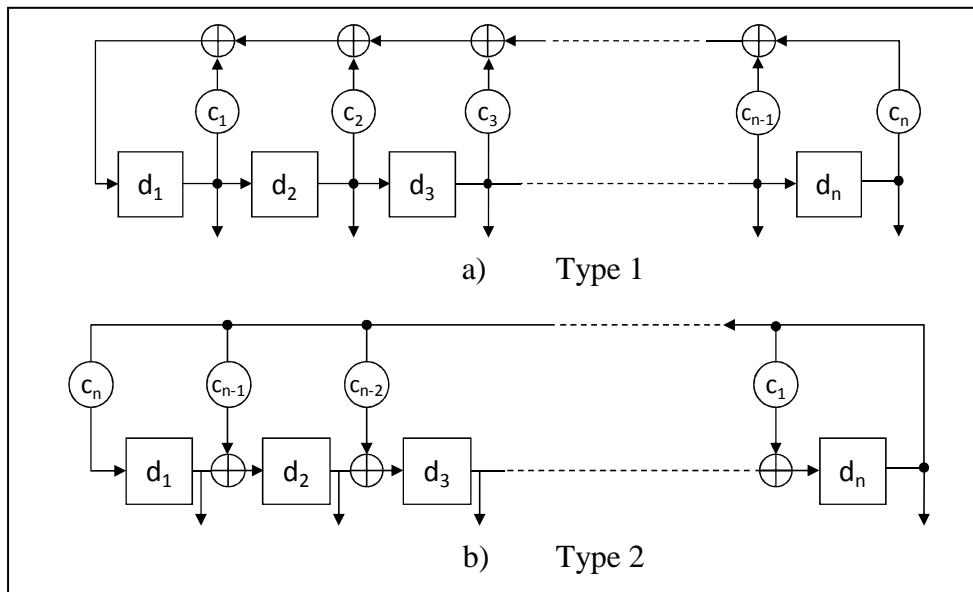 c₁ c₂ c₃ cₙ₋₁ cₙ
d₁ d₂ d₃ dₙ
a) Type 1
cₙ cₙ₋₁ cₙ₋₂ c₁
d₁ d₂ d₃ dₙ
b) Type 2